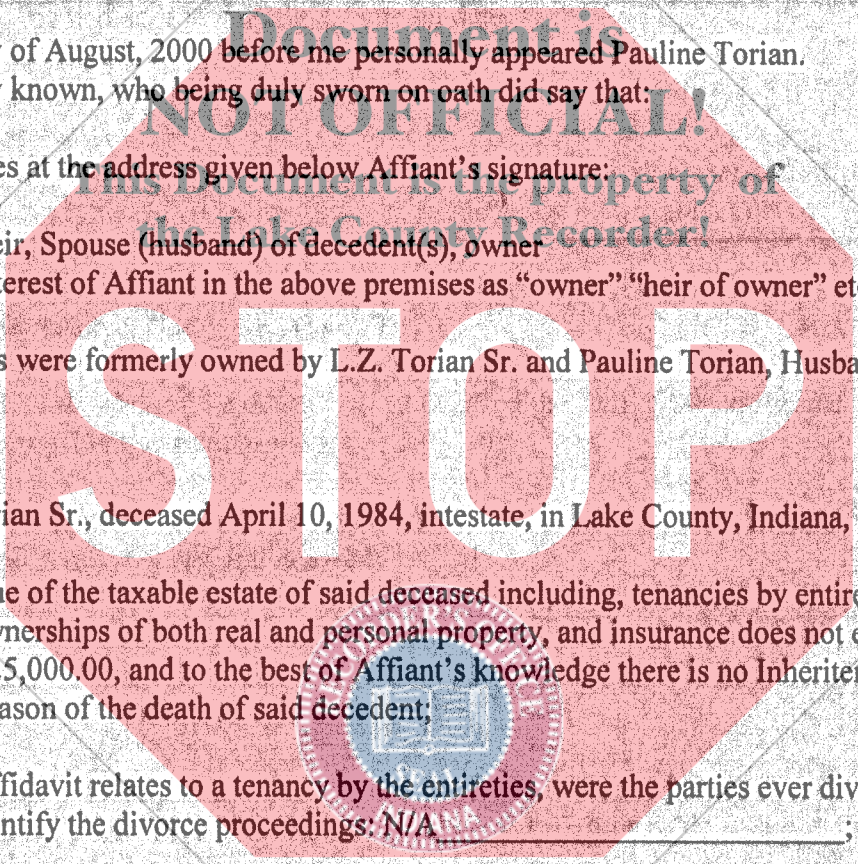 Document is
of August, 2000 before me personally appeared Pauline Torian.
known, who being duly sworn on oath did say that:
NOT OFFICIAL!
es at the address given below Affiant's signature:
This Document is the property of
the Lake County Recorder!
eir, Spouse (husband) of decedent(s), owner
erest of Affiant in the above premises as “owner” “heir of owner” et
STOP
s were formerly owned by L.Z. Torian Sr. and Pauline Torian, Husba
ian Sr., deceased April 10, 1984, intestate, in Lake County, Indiana,
e of the taxable estate of said deceased including, tenancies by entire
nerships of both real and personal property, and insurance does not
5,000.00, and to the best of Affiant's knowledge there is no Inheriten
ason of the death of said decedent;
RECORDER'S OFFICE
SEAL
INDIANA
ffidavit relates to a tenancy by the entireties, were the parties ever div
ntify the divorce proceedings: N/A ;